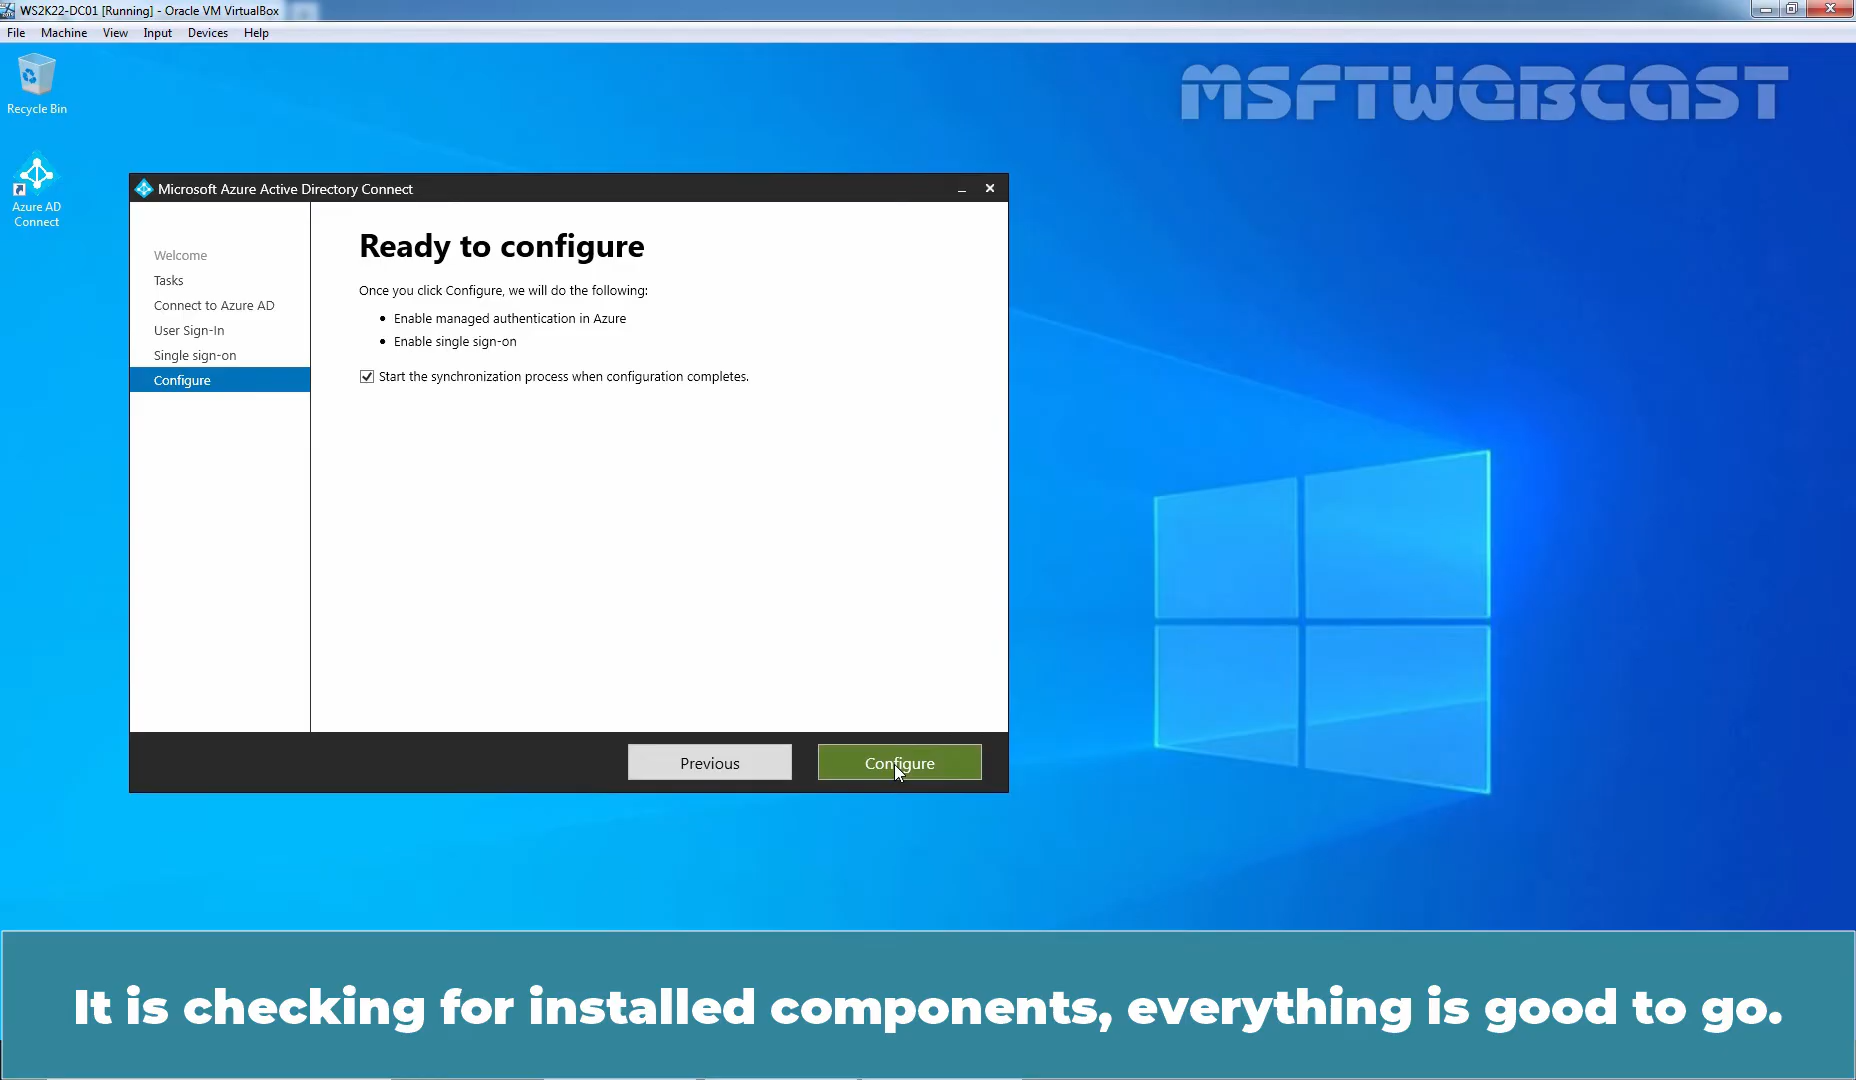 WS2K22-DC01 [Running] - Oracle VM VirtualBox
File Machine View Input Devices Help
Recycle Bin
MSFTWEBCAST
Azure AD
Connect
Microsoft Azure Active Directory Connect
Welcome
Tasks
Connect to Azure AD
User Sign-In
Single sign-on
Configure
Ready to configure
Once you click Configure, we will do the following:
Enable managed authentication in Azure
Enable single sign-on
Start the synchronization process when configuration completes.
Previous
Configure
It is checking for installed components, everything is good to go.